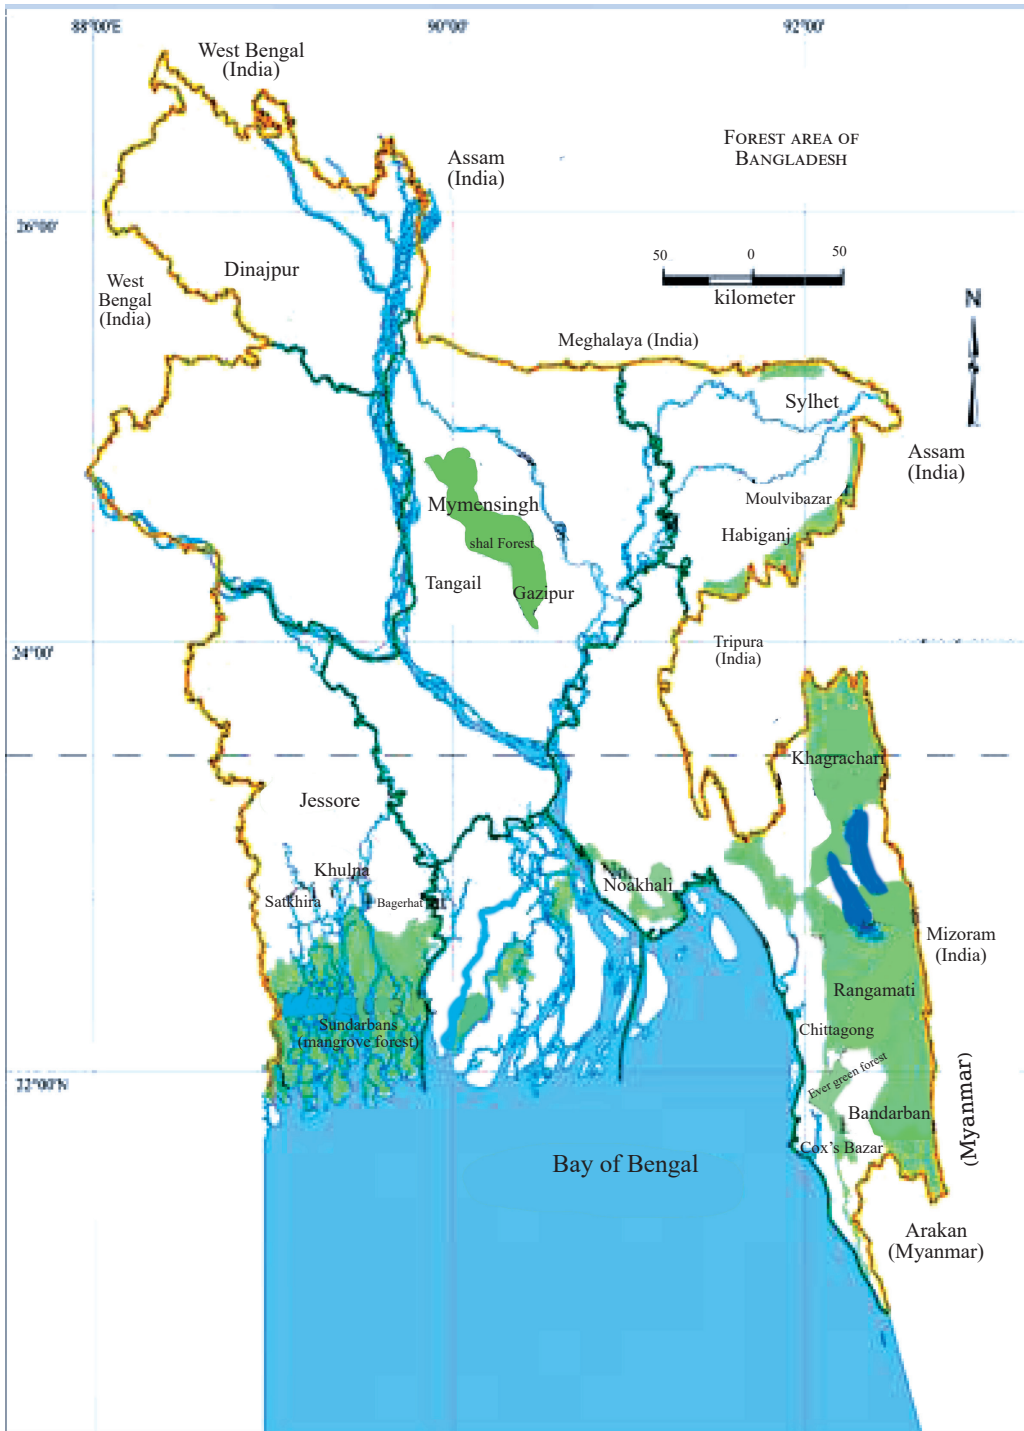 88°00'E
90°00'E
92°00'E
West Bengal
(India)
FOREST AREA OF
BANGLADESH
Assam
(India)
26°00'
50
0
50
kilometer
Dinajpur
West
Bengal
(India)
N
Meghalaya (India)
Sylhet
Assam
(India)
Moulvibazar
Mymensingh
Habiganj
shal Forest
Tangail
Gazipur
24°00'
Tripura
(India)
Khagrachari
Jessore
Khulna
Satkhira
Bagerhat
No,
Noakhali
Mizoram
(India)
Rangamati
Sundarbans
(mangrove forest)
Chittagong
Ever green forest
22°00'N
Bandarban
(Myanmar)
Cox's Bazar
Bay of Bengal
Arakan
(Myanmar)